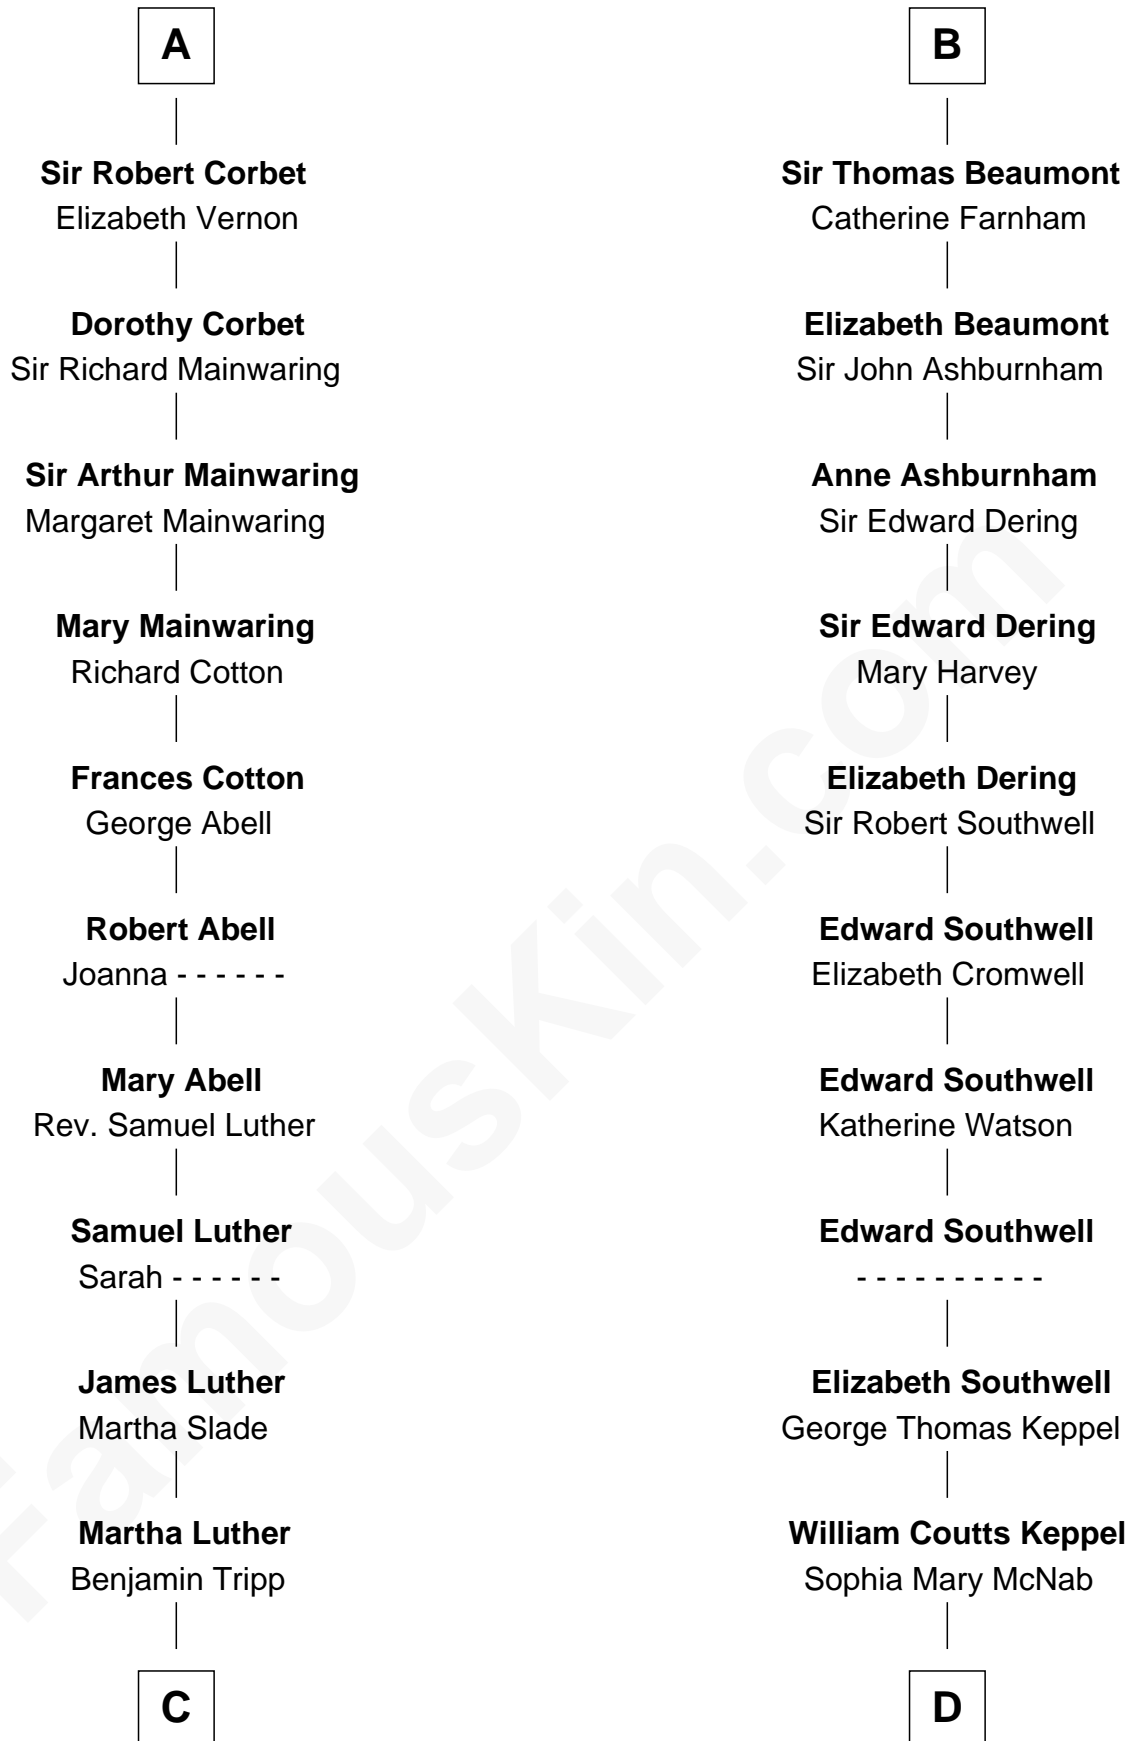 A
Sir Robert Corbet
Elizabeth Vernon
Dorothy Corbet
Sir Richard Mainwaring
Sir Arthur Mainwaring
Margaret Mainwaring
Mary Mainwaring
Richard Cotton
Frances Cotton
George Abell
Robert Abell
Joanna - - - - - -
Mary Abell
Rev. Samuel Luther
Samuel Luther
Sarah - - - - - -
James Luther
Martha Slade
Martha Luther
Benjamin Tripp
C
B
Sir Thomas Beaumont
Catherine Farnham
Elizabeth Beaumont
Sir John Ashburnham
Anne Ashburnham
Sir Edward Dering
Sir Edward Dering
Mary Harvey
Elizabeth Dering
Sir Robert Southwell
Edward Southwell
Elizabeth Cromwell
Edward Southwell
Katherine Watson
Edward Southwell
- - - - - - - - - -
Elizabeth Southwell
George Thomas Keppel
William Coutts Keppel
Sophia Mary McNab
D
FamousKin.com